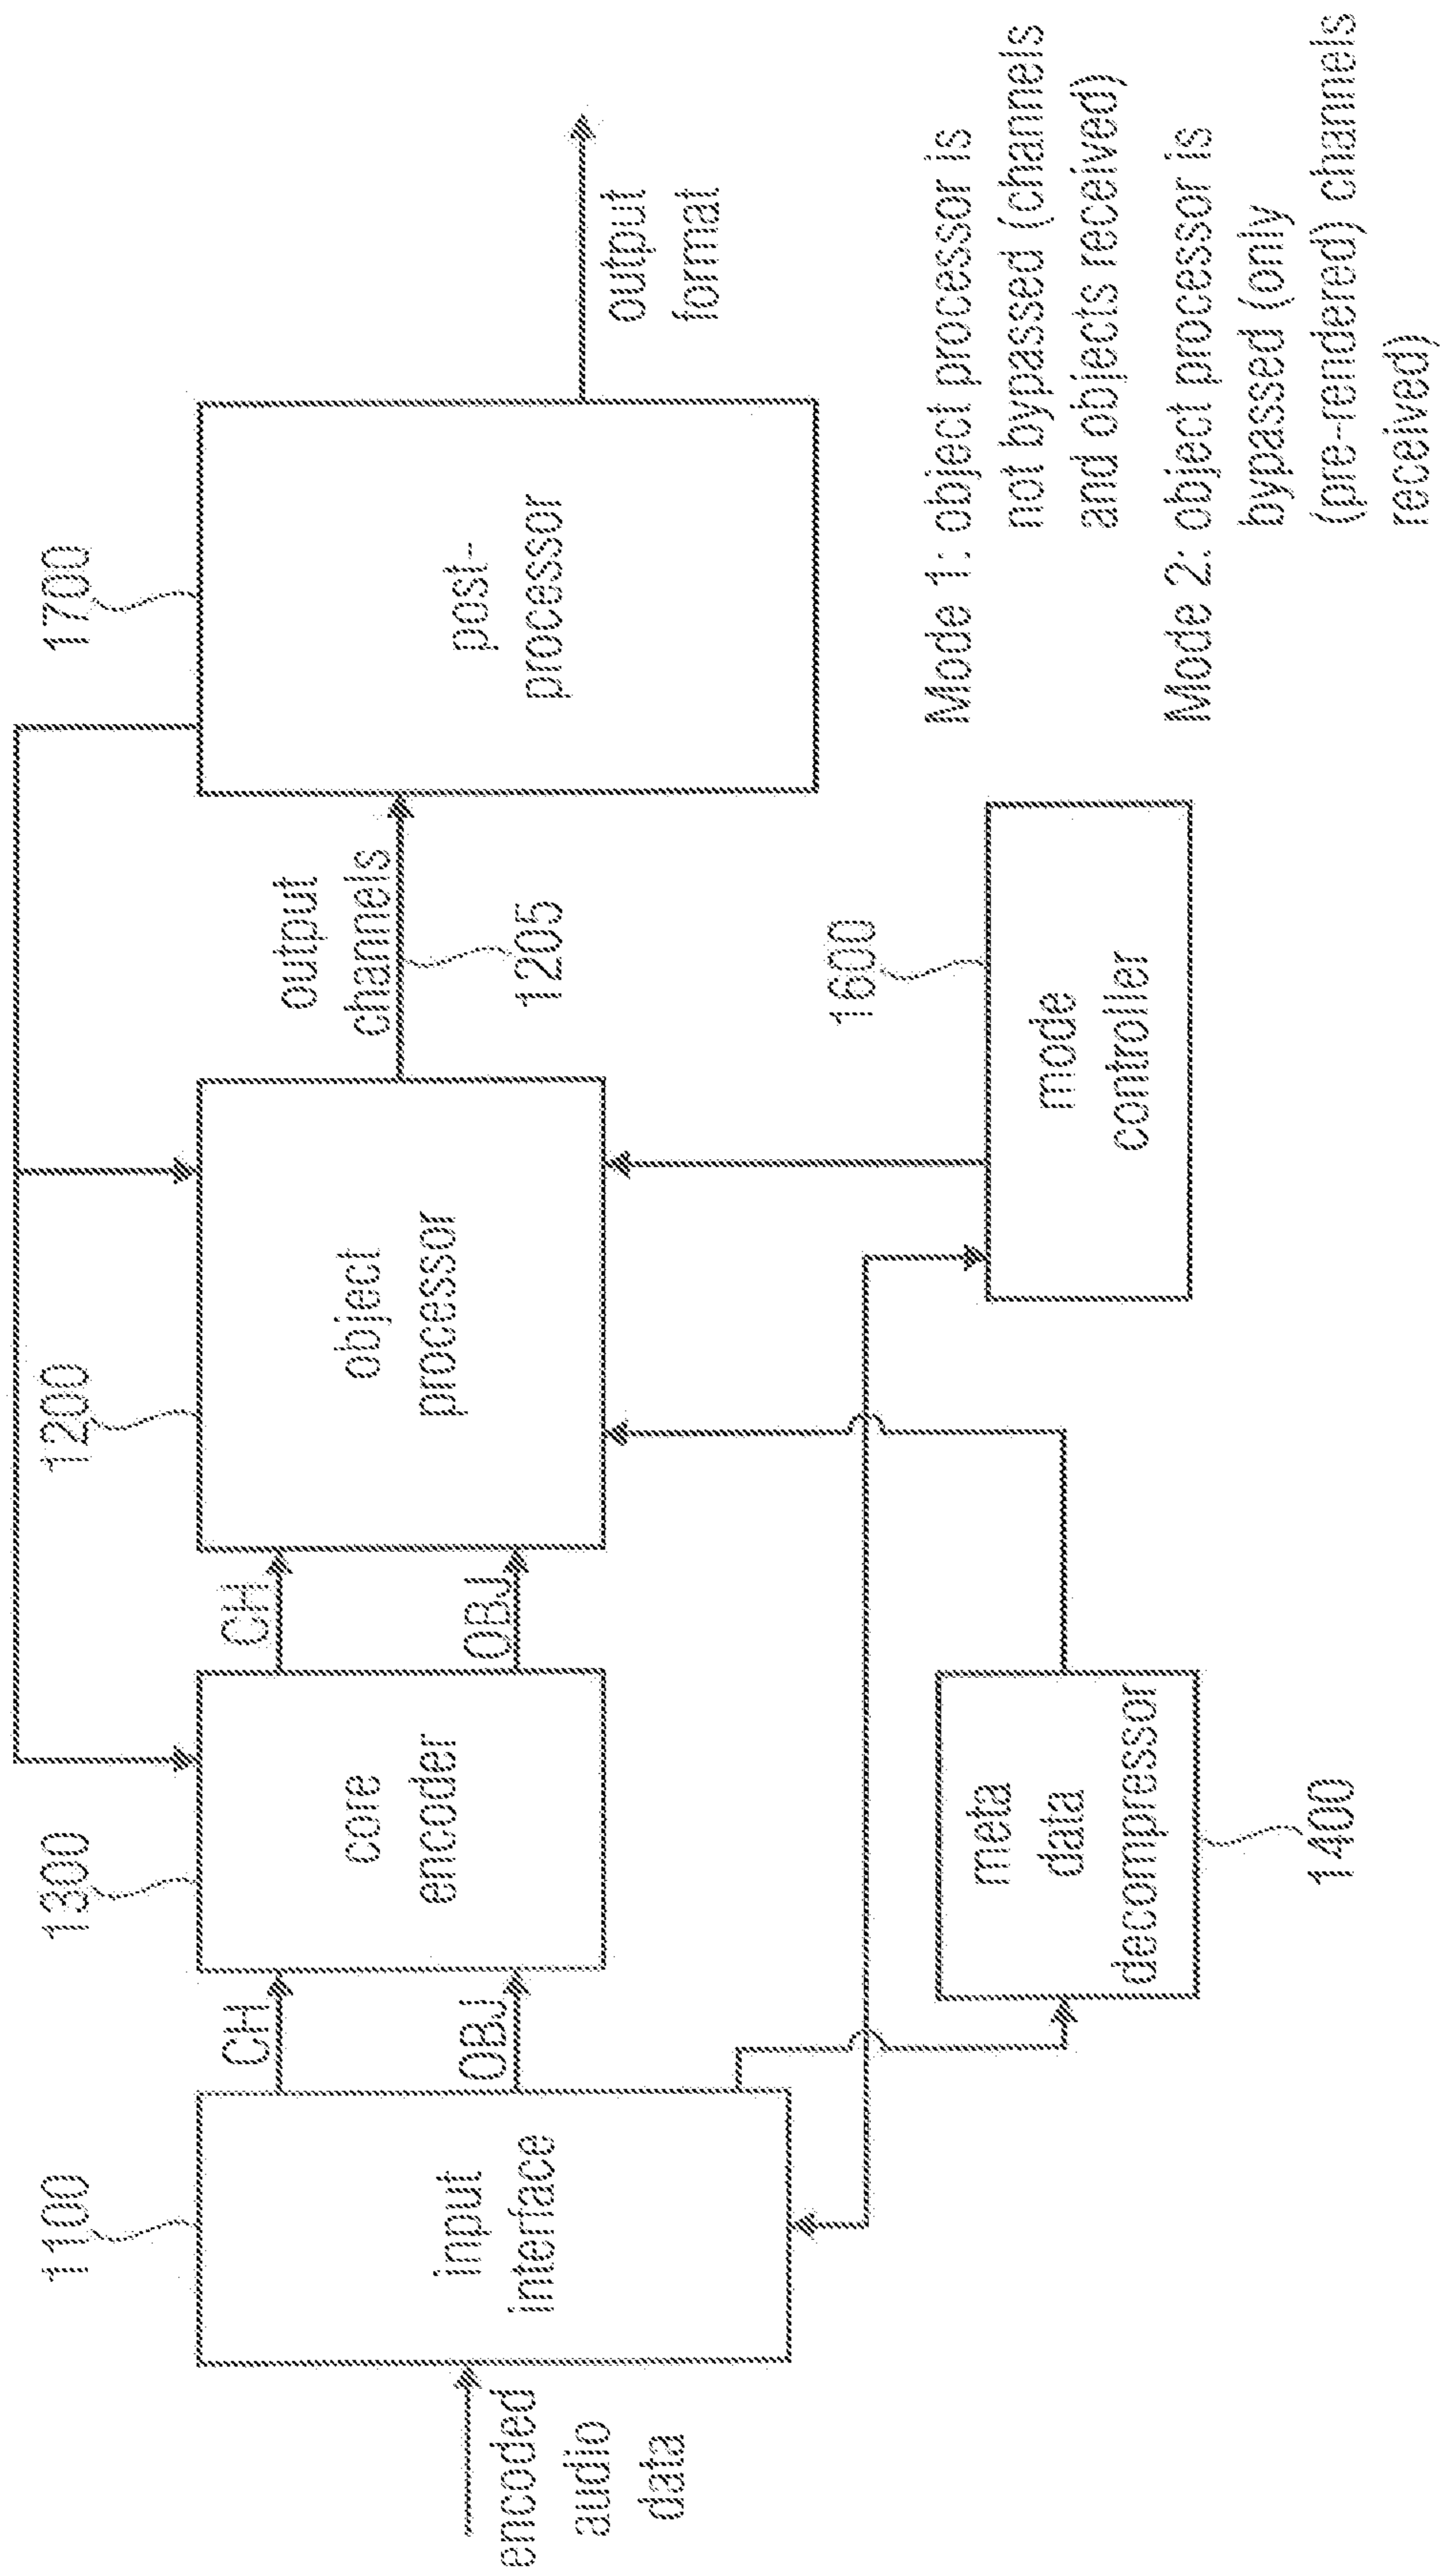 1100
1300
1200
1700
encoded
audio
data
input
interface
CH
OBJ
core
encoder
CH
OBJ
object
processor
output
channels
1205
post-
processor
output
format
meta
data
decompressor
1400
1600
mode
controller
Mode 1: object processor is
not bypassed (channels
and objects received)
Mode 2: object processor is
bypassed (only
(pre-rendered) channels
received)